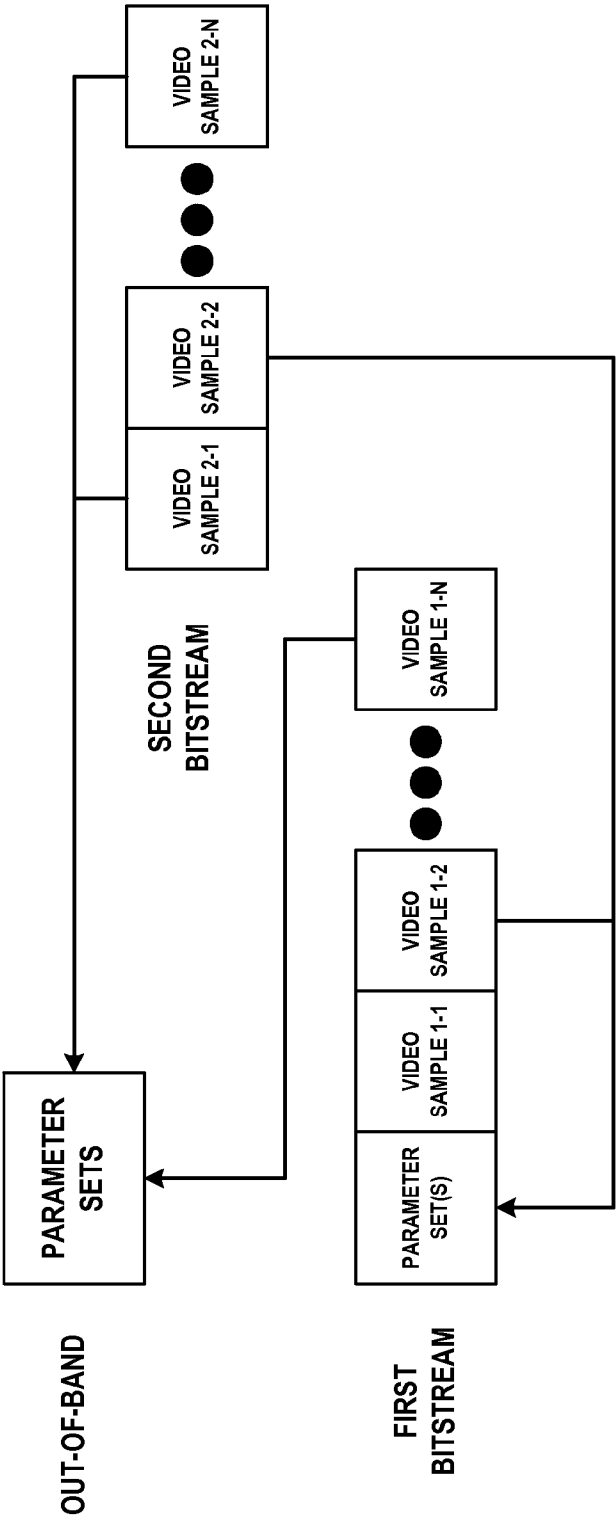 OUT-OF-BAND
PARAMETER
SETS
SECOND
BITSTREAM
VIDEO
SAMPLE 2-1
VIDEO
SAMPLE 2-2
VIDEO
SAMPLE 2-N
FIRST
BITSTREAM
PARAMETER
SET(S)
VIDEO
SAMPLE 1-1
VIDEO
SAMPLE 1-2
VIDEO
SAMPLE 1-N